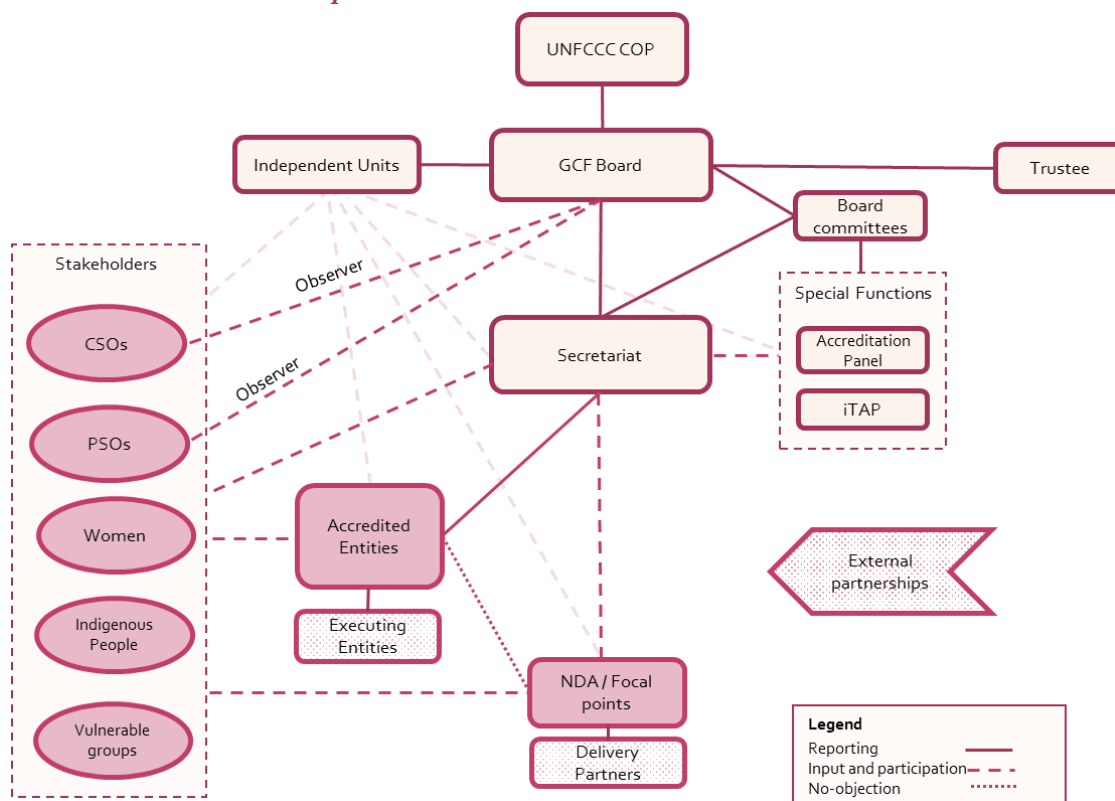 UNFCCC COP
Independent Units
GCF Board
Trustee
Board
committees
Stakeholders
Observer
Special Functions
CSOs
Secretariat
Accreditation
Panel
Observer
iTAP
PSOs
Women
Accredited
Entities
External
partnerships
Indigenous
People
Executing
Entities
NDA / Focal
points
Vulnerable
groups
Delivery
Partners
Legend
Reporting
Input and participation
No-objection